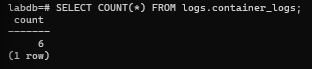 labdb=# SELECT COUNT(*) FROM logs.container_logs;
count
-------
6
(1 row)